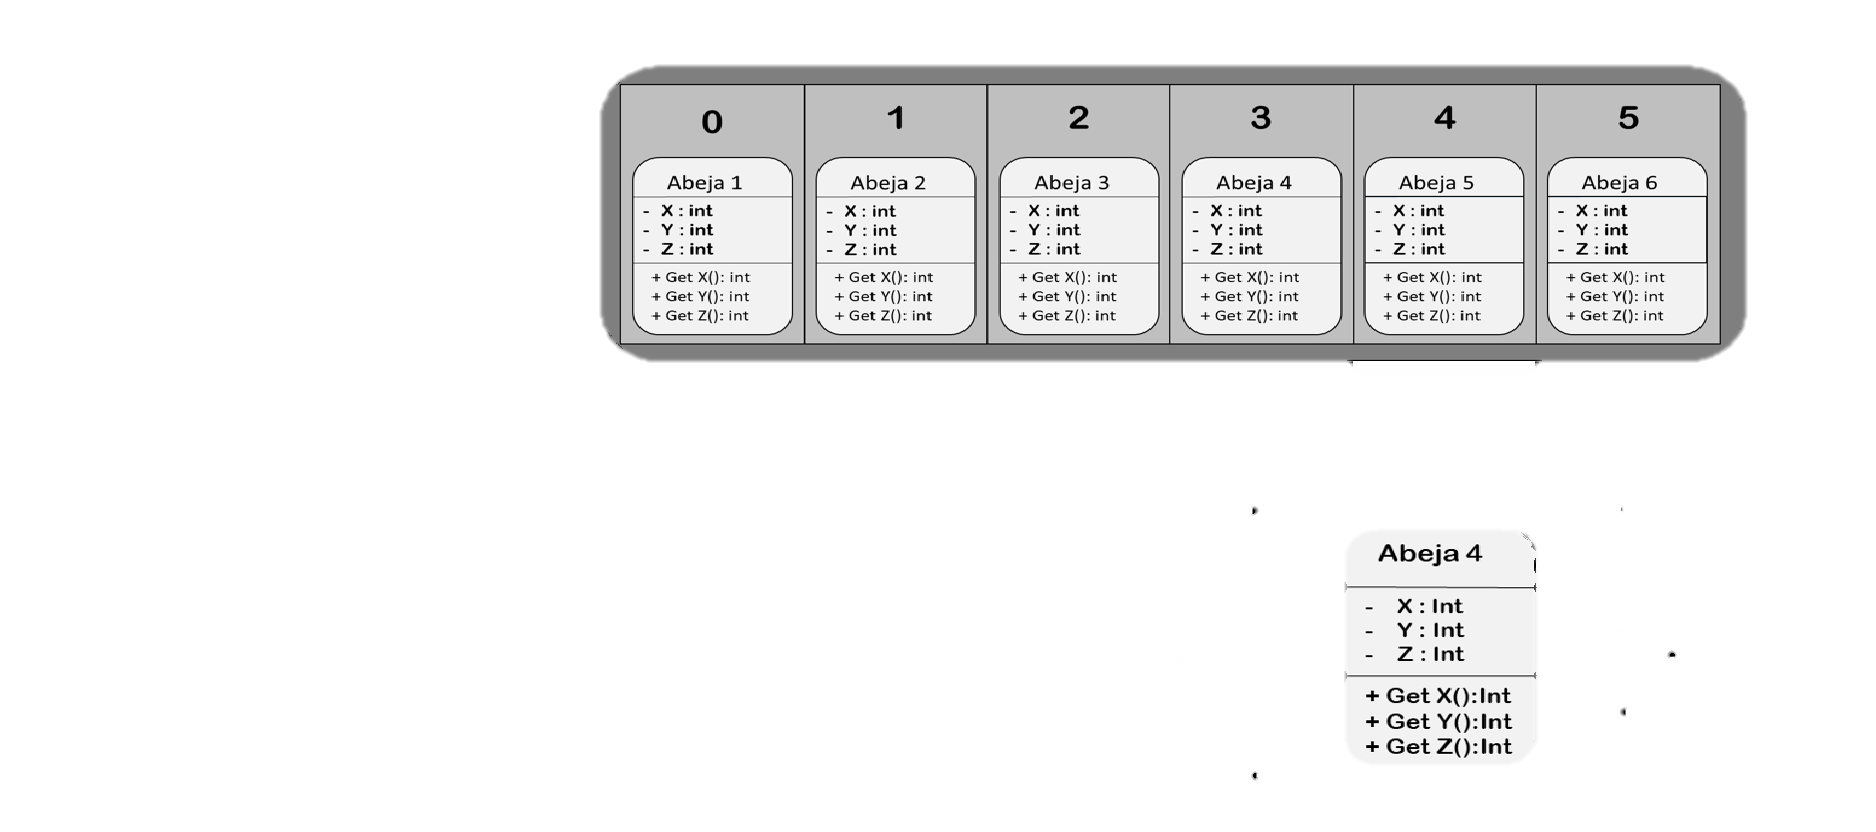 0
1
2
3
4
5
Abeja 1
- X : int
- Y : int
- Z : int
+ Get X(): int
+ Get Y(): int
+ Get Z(): int
Abeja 2
- X : int
- Y : int
- Z : int
+ Get X(): int
+ Get Y(): int
+ Get Z(): int
Abeja 3
- X : int
- Y : int
- Z : int
+ Get X(): int
+ Get Y(): int
+ Get Z(): int
Abeja 4
- X : int
- Y : int
- Z : int
+ Get X(): int
+ Get Y(): int
+ Get Z(): int
Abeja 5
- X : int
- Y : int
- Z : int
+ Get X(): int
+ Get Y(): int
+ Get Z(): int
Abeja 6
- X : int
- Y : int
- Z : int
+ Get X(): int
+ Get Y(): int
+ Get Z(): int
Abeja 4
- X : Int
- Y : Int
- Z : Int
+ Get X():Int
+ Get Y():Int
+ Get Z():Int